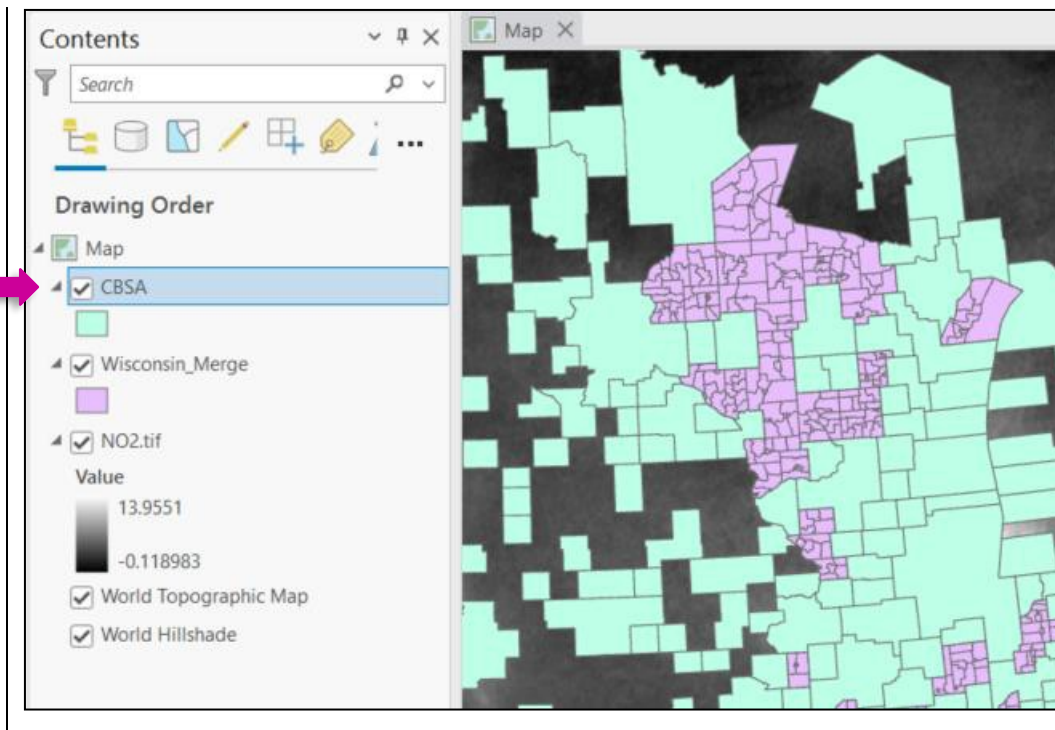 Contents
Map
Search
Drawing Order
Map
CBSA
Wisconsin_Merge
NO2.tif
Value
13.9551
-0.118983
World Topographic Map
World Hillshade